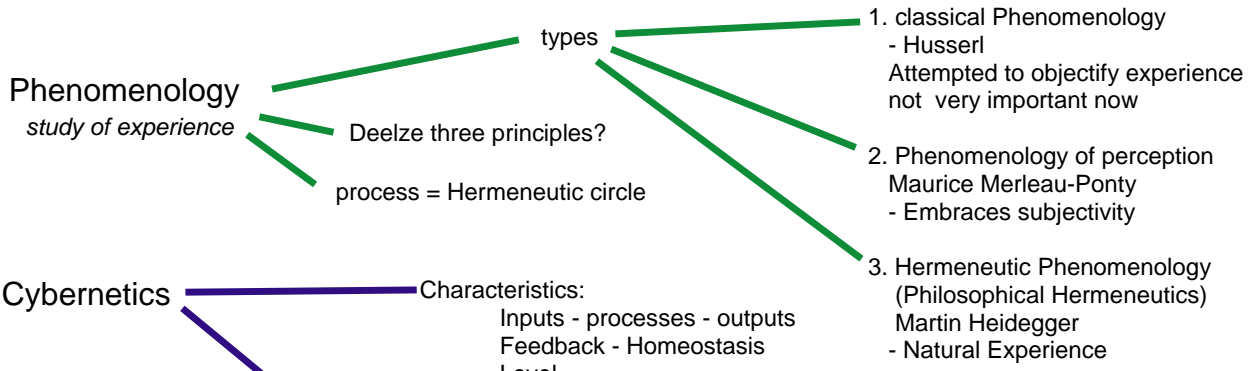 Phenomenology
study of experience
types
Deelze three principles?
process = Hermeneutic circle
1. classical Phenomenology
- Husserl
Attempted to objectify experience
not very important now
2. Phenomenology of perception
Maurice Merleau-Ponty
- Embraces subjectivity
3. Hermeneutic Phenomenology
(Philosophical Hermeneutics)
Martin Heidegger
- Natural Experience
Cybernetics
Characteristics:
Inputs - processes - outputs
Feedback - Homeostasis